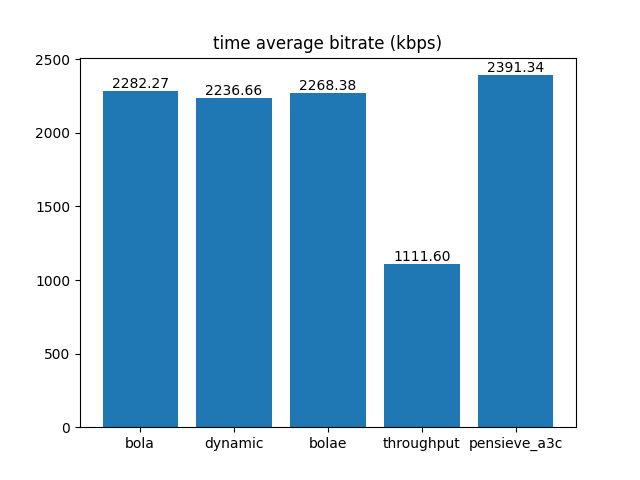 time average bitrate (kbps)
2500
2000
1500
1000
500
0
2282.27
2236.66
2268.38
1111.60
2391.34
bola
dynamic
bolae
throughput
pensieve_a3c